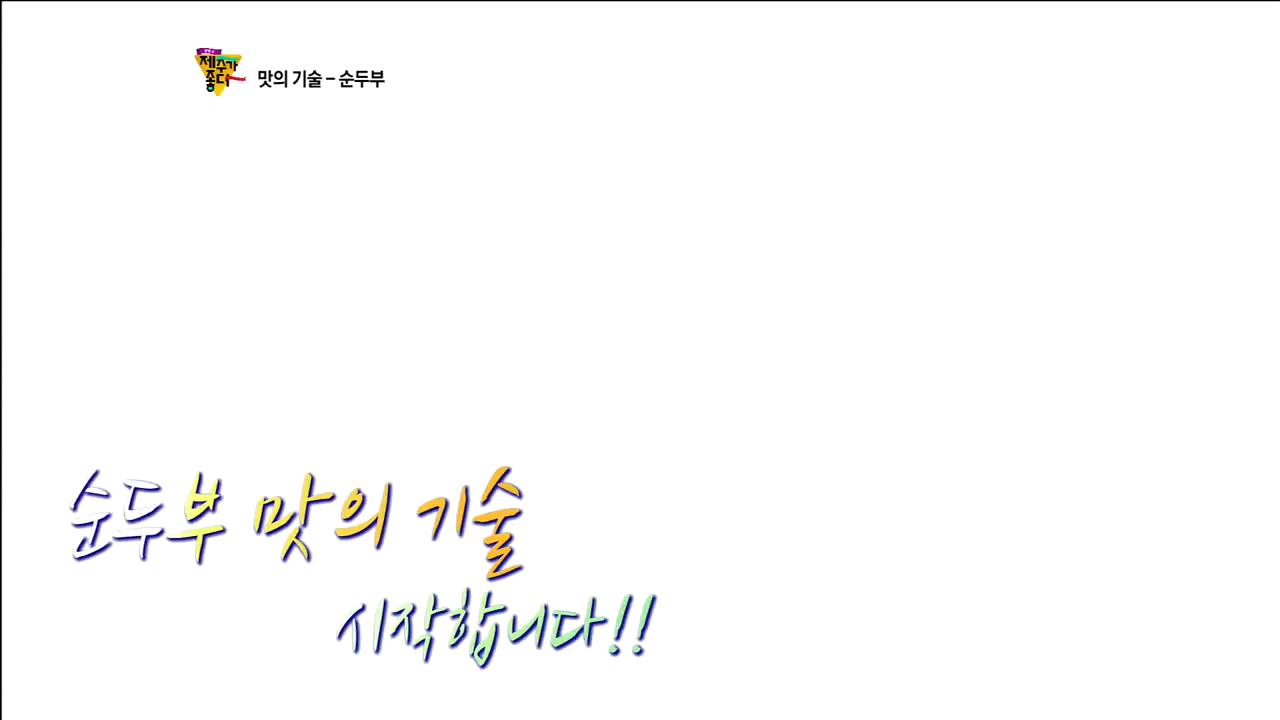 제주가
좋다
맛의 기술 – 순두부
순두부 맛의 기술
시작합니다!!